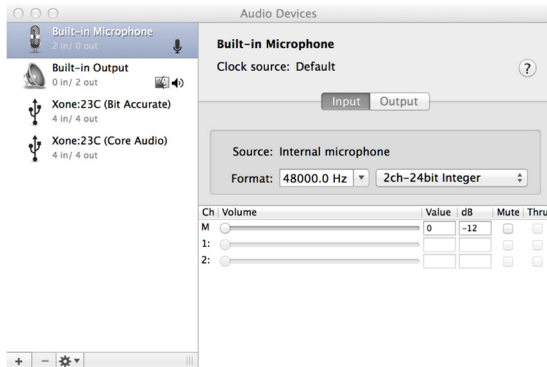 Audio Devices
Built-in Microphone
2 in/ 0 out
Built-in Output
0 in/ 2 out
Xone:23C (Bit Accurate)
4 in/ 4 out
Xone:23C (Core Audio)
4 in/ 4 out
Built-in Microphone
Clock source: Default
?
Input Output
Source: Internal microphone
Format: 48000.0 Hz 2ch-24bit Integer
Ch Volume Value dB Mute Thru
M 0 -12
1:
2:
+ −